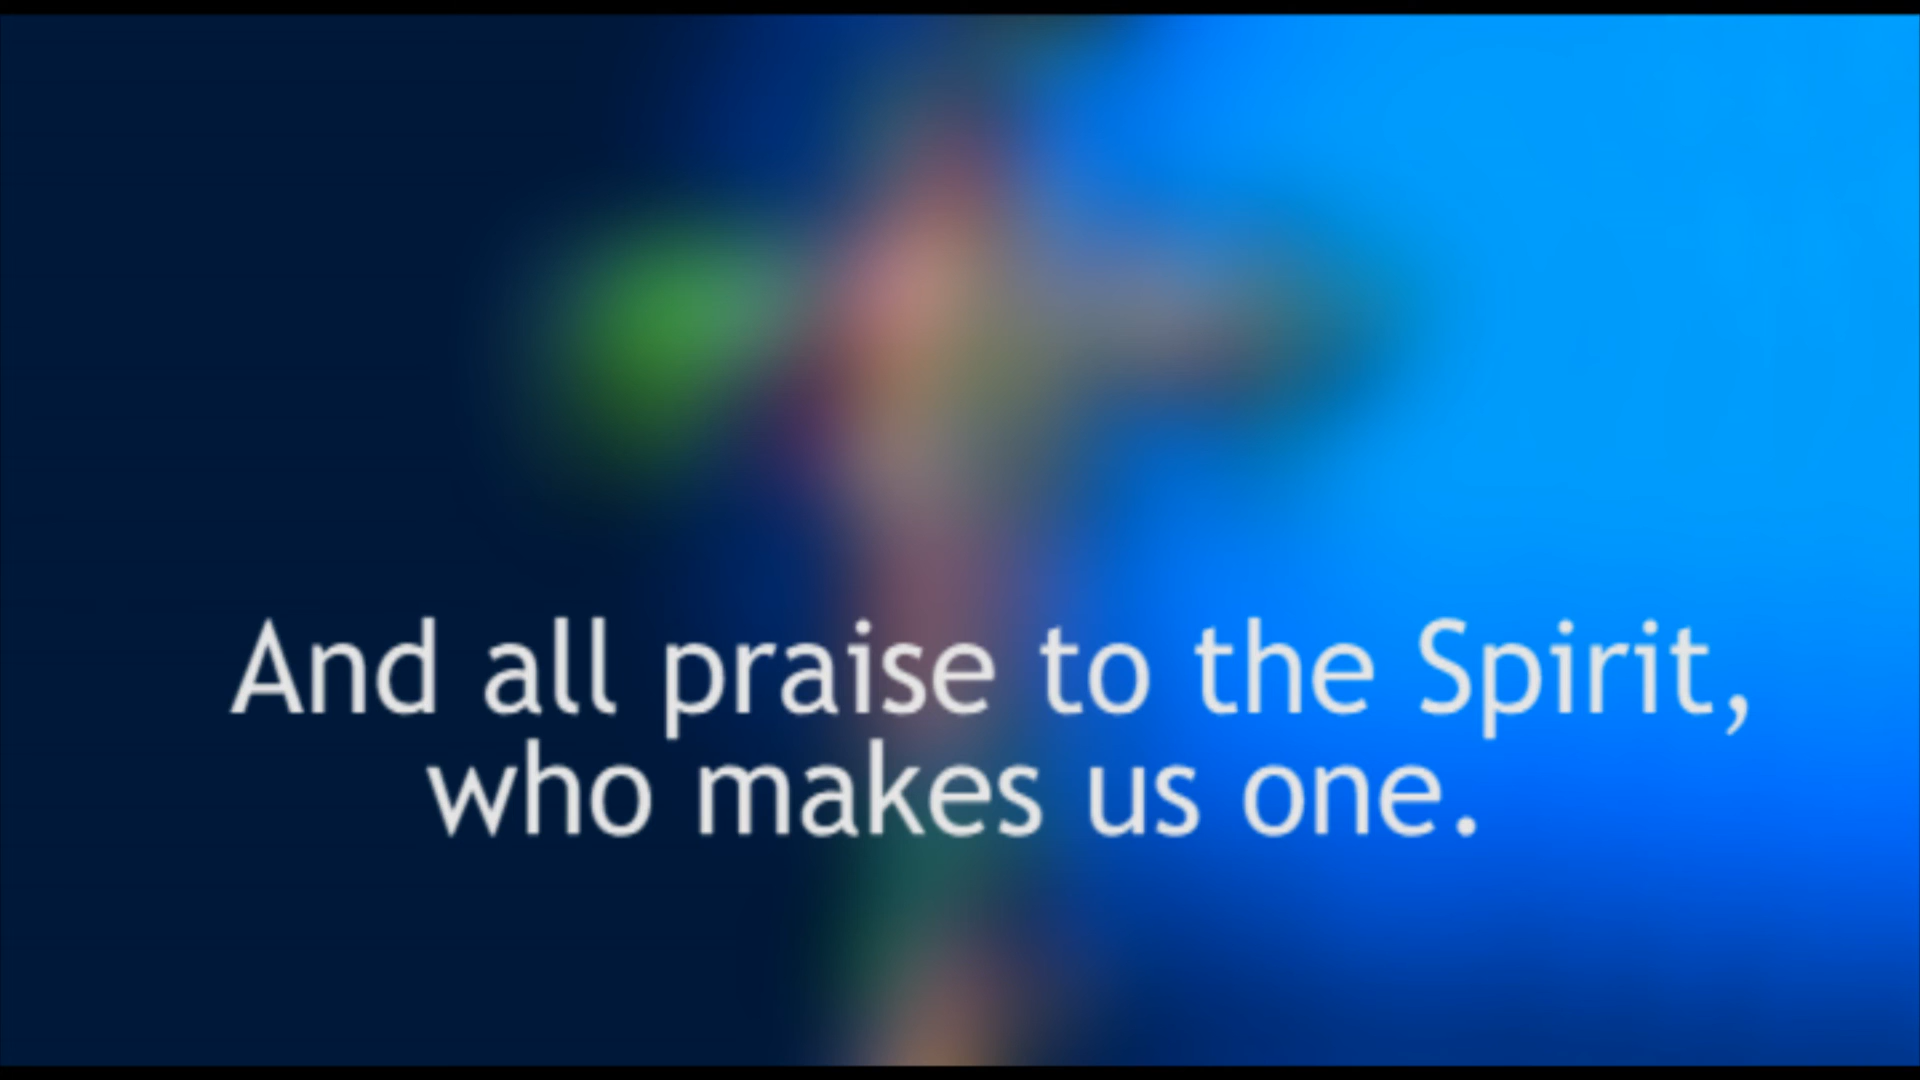 And all praise to the Spirit,
who makes us one.